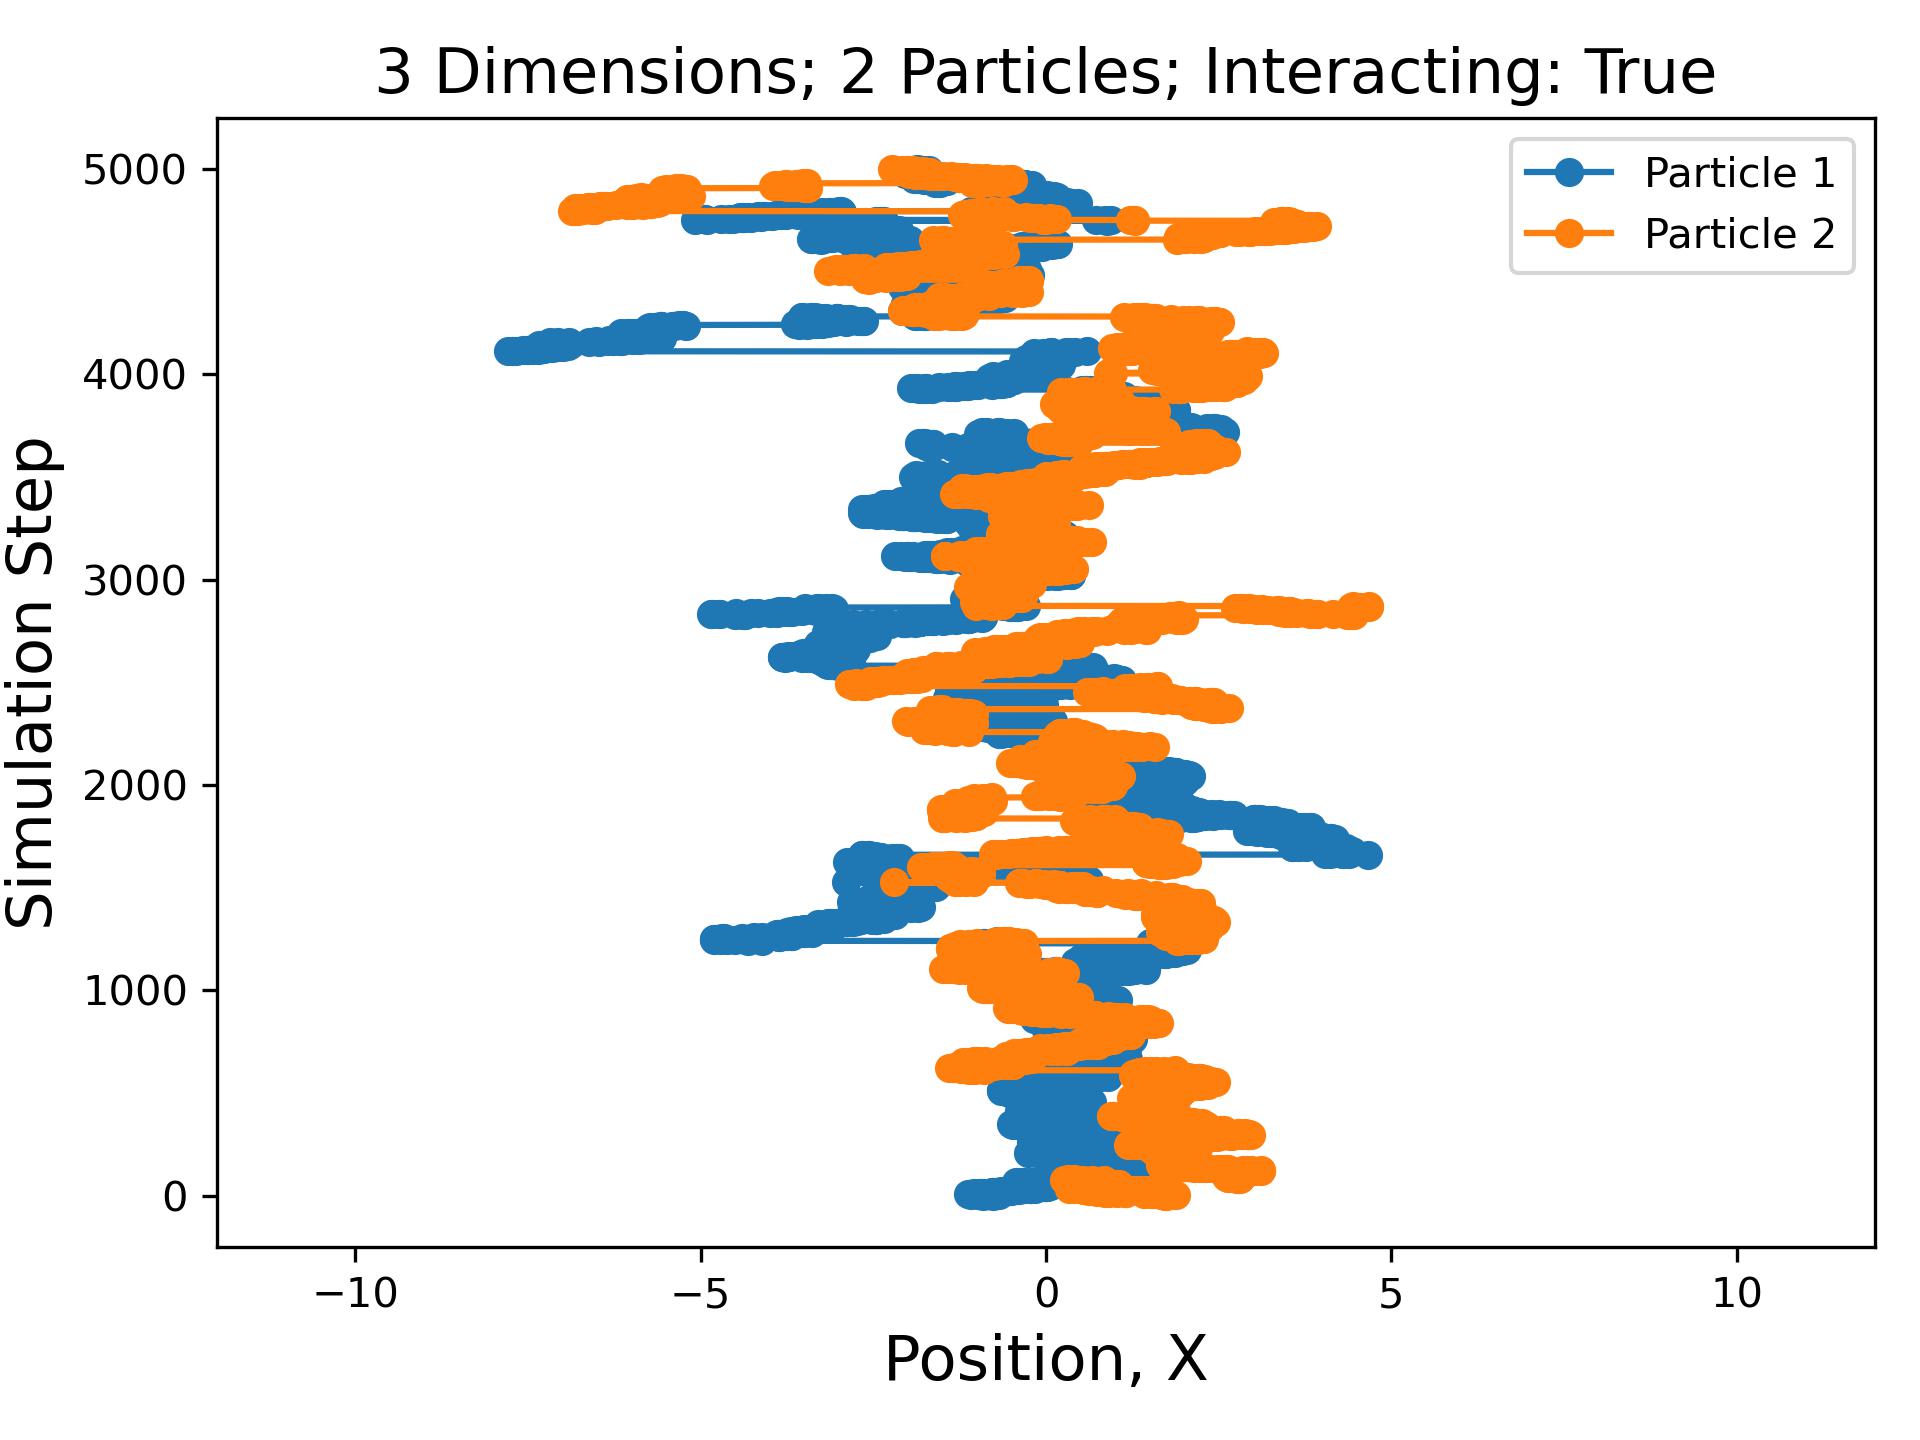 3 Dimensions; 2 Particles; Interacting: True
Particle 1
Particle 2
Simulation Step
5000
4000
3000
2000
1000
0
−10
−5
0
5
10
Position, X